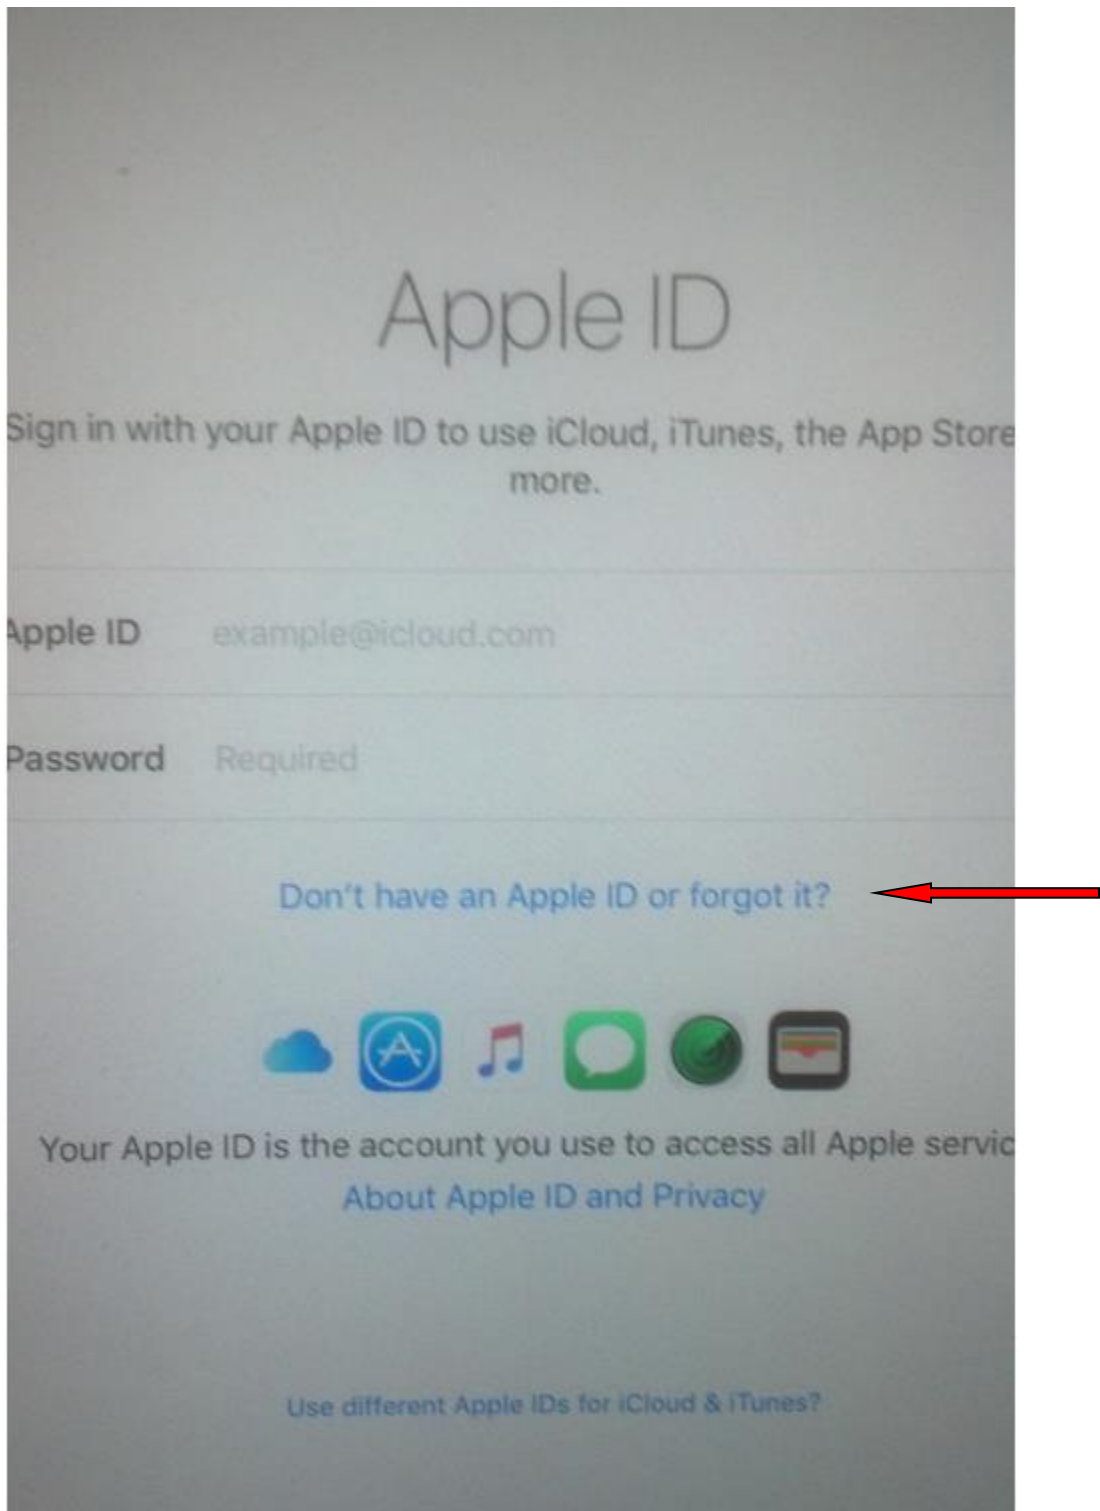 Apple ID
Sign in with your Apple ID to use iCloud, iTunes, the App Store
more.
Apple ID example@icloud.com
Password Required
Don't have an Apple ID or forgot it?
Your Apple ID is the account you use to access all Apple servic
About Apple ID and Privacy
Use different Apple IDs for iCloud & iTunes?